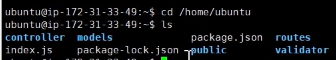 ubuntu@ip-172-31-33-49:~$ cd /home/ubuntu
ubuntu@ip-172-31-33-49:~$ ls
controller models package.json routes
index.js package-lock.json public validator